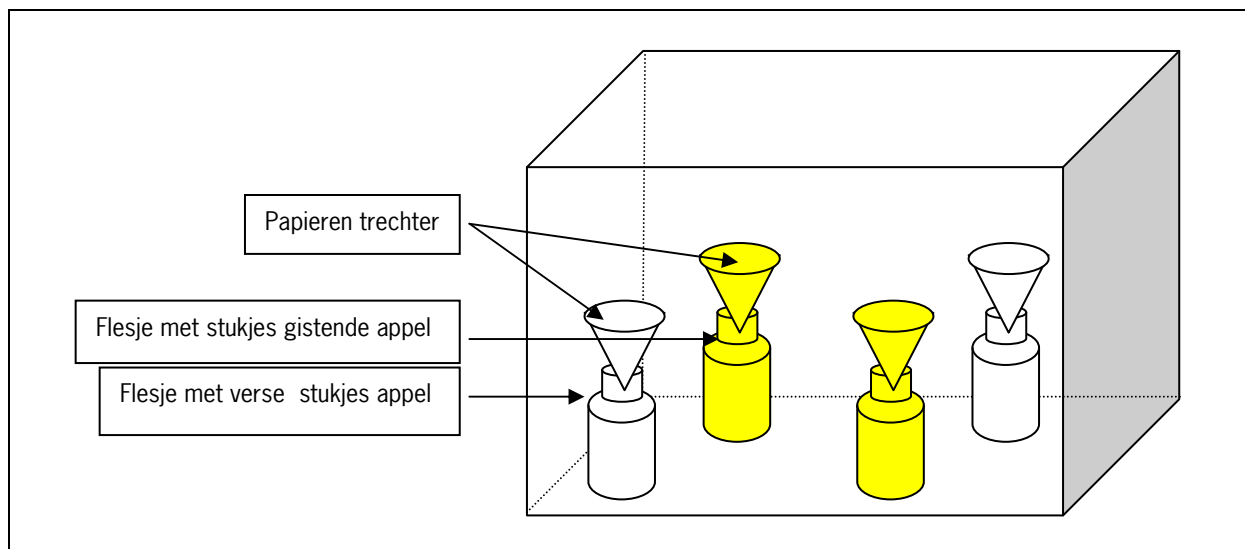 Papieren trechter
Flesje met stukjes gistende appel
Flesje met verse stukjes appel